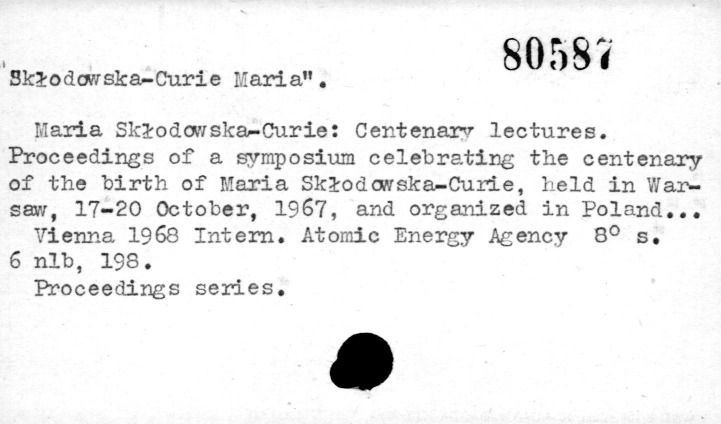 80587
"Skłodowska-Curie Maria".
Maria Skłodowska-Curie: Centenary lectures.
Proceedings of a symposium celebrating the centenary
of the birth of Maria Skłodowska-Curie, held in War-
saw, 17-20 October, 1967, and organized in Poland...
Vienna 1968 Intern. Atomic Energy Agency 8° s.
6 nlb, 198.
Proceedings series.